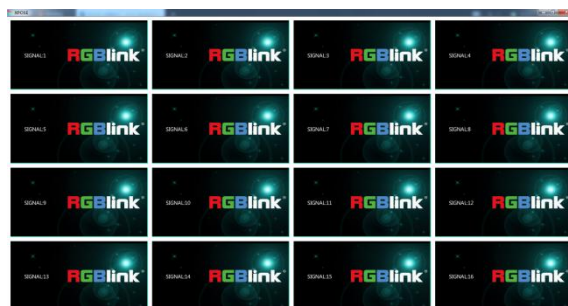 XPOSE
SIGNAL1 RGBlink
SIGNAL2 RGBlink
SIGNAL3 RGBlink
SIGNAL4 RGBlink
SIGNAL5 RGBlink
SIGNAL6 RGBlink
SIGNAL7 RGBlink
SIGNAL8 RGBlink
SIGNAL9 RGBlink
SIGNAL10 RGBlink
SIGNAL11 RGBlink
SIGNAL12 RGBlink
SIGNAL13 RGBlink
SIGNAL14 RGBlink
SIGNAL15 RGBlink
SIGNAL16 RGBlink